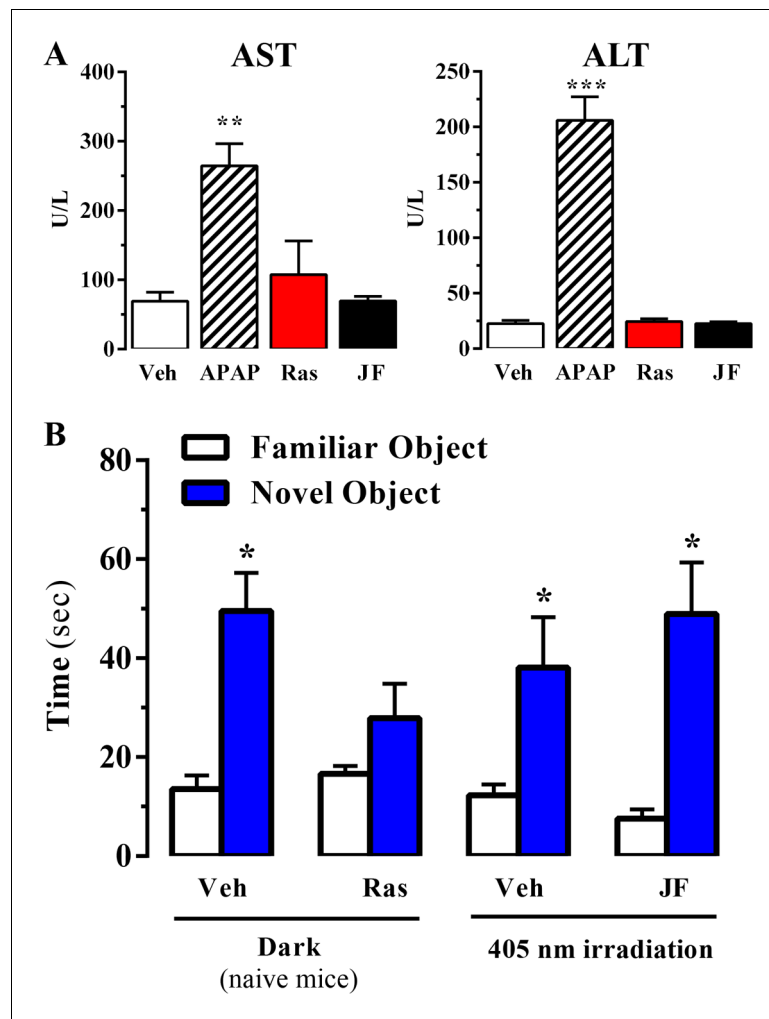 A
AST
ALT
400
300
200
100
0
U/L
**
Veh APAP Ras JF
250
200
150
100
50
25
0
U/L
***
Veh APAP Ras JF
B
Familiar Object
Novel Object
80
60
40
20
0
Time (sec)
*
*
*
Veh Ras Veh JF
Dark
(naive mice)
405 nm irradiation